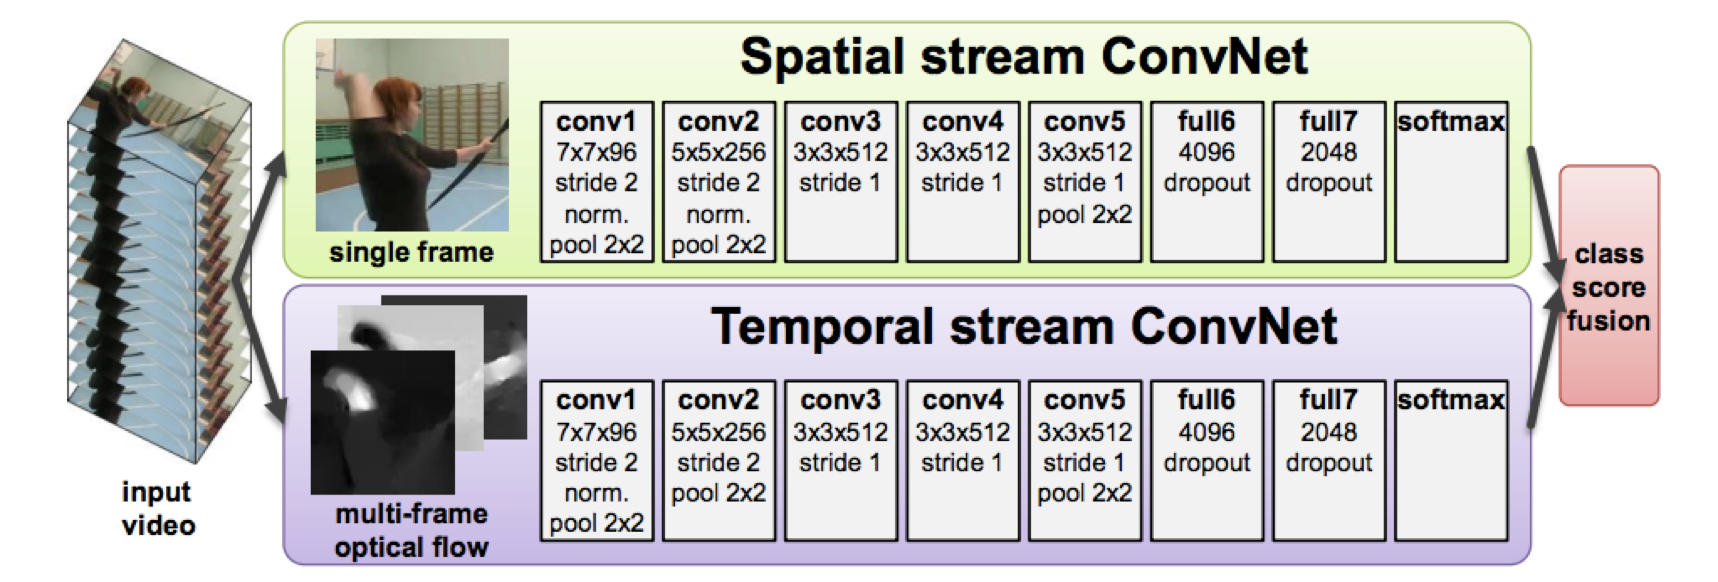 Spatial stream ConvNet
single frame
conv1
7x7x96
stride 2
norm.
pool 2x2
conv2
5x5x256
stride 2
norm.
pool 2x2
conv3
3x3x512
stride 1
conv4
3x3x512
stride 1
conv5
3x3x512
stride 1
pool 2x2
full6
4096
dropout
full7
2048
dropout
softmax
input
video
Temporal stream ConvNet
multi-frame
optical flow
conv1
7x7x96
stride 2
norm.
pool 2x2
conv2
5x5x256
stride 2
pool 2x2
conv3
3x3x512
stride 1
conv4
3x3x512
stride 1
conv5
3x3x512
stride 1
pool 2x2
full6
4096
dropout
full7
2048
dropout
softmax
class
score
fusion